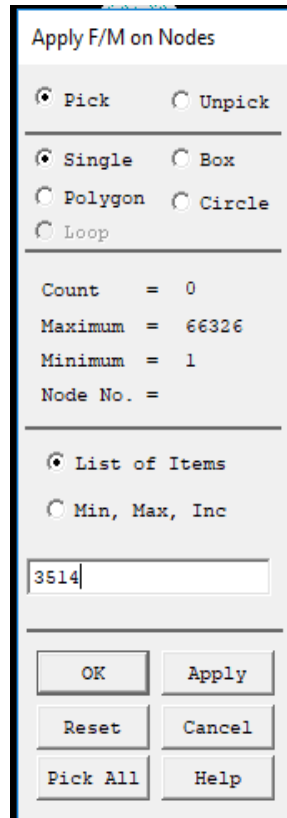 Apply F/M on Nodes
Pick Unpick
Single Box
Polygon Circle
Loop
Count = 0
Maximum = 66326
Minimum = 1
Node No. =
List of Items
Min, Max, Inc
3514
OK Apply
Reset Cancel
Pick All Help